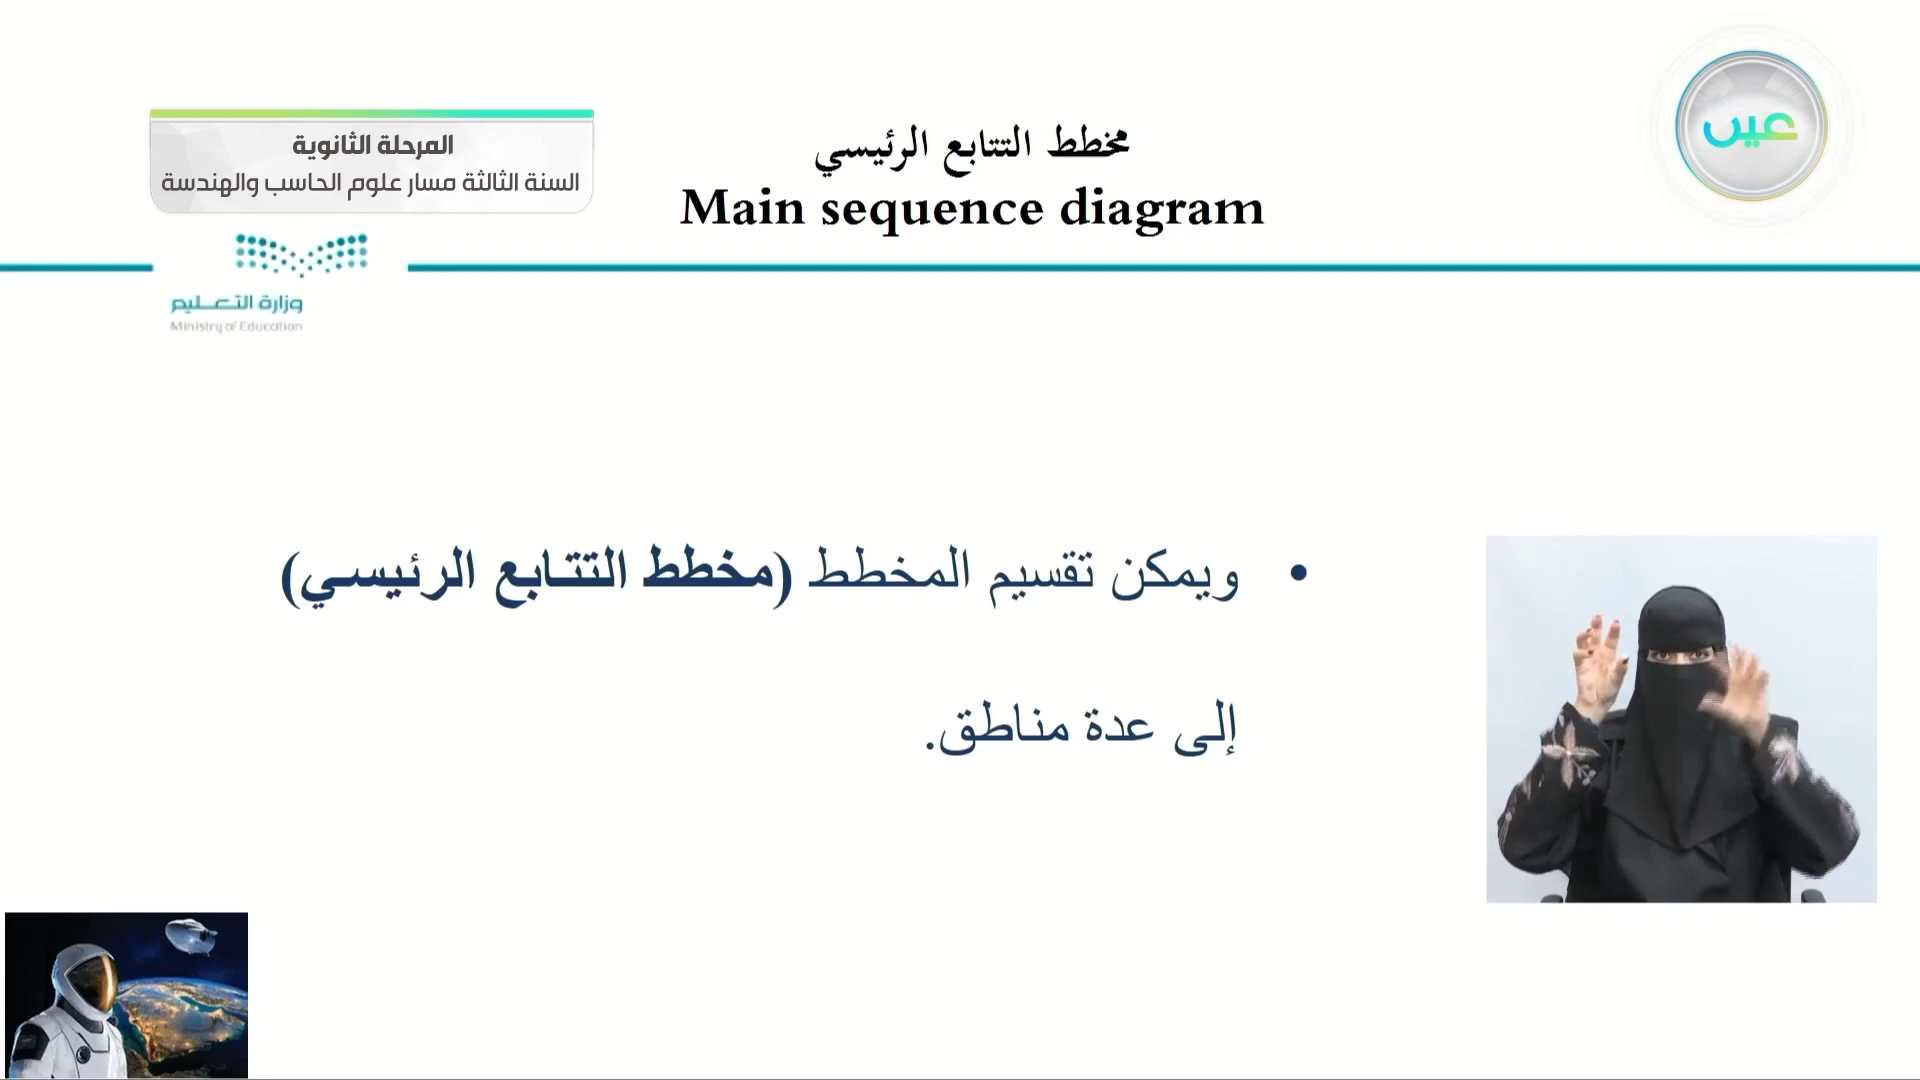 المرحلة الثانوية
السنة الثالثة مسار علوم الحاسب والهندسة
مخطط التتابع الرئيسي
Main sequence diagram
عين
وزارة التعليم
Ministry of Education
• ويمكن تقسيم المخطط (مخطط التتابع الرئيسي)
إلى عدة مناطق.